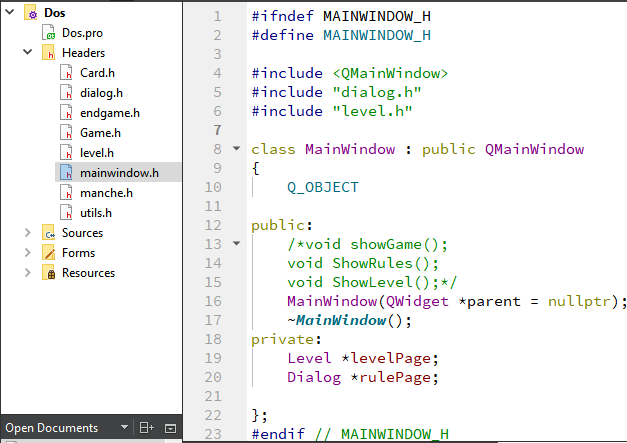 Dos
Dos.pro
Headers
Card.h
dialog.h
endgame.h
Game.h
level.h
mainwindow.h
manche.h
utils.h
Sources
Forms
Resources
Open Documents
1 #ifndef MAINWINDOW_H
2 #define MAINWINDOW_H
3
4 #include <QMainWindow>
5 #include "dialog.h"
6 #include "level.h"
7
8 class MainWindow : public QMainWindow
9 {
10 Q_OBJECT
11
12 public:
13 /*void showGame();
14 void ShowRules();
15 void ShowLevel();*/
16 MainWindow(QWidget *parent = nullptr);
17 ~MainWindow();
18 private:
19 Level *levelPage;
20 Dialog *rulePage;
21
22 };
23 #endif // MAINWINDOW_H